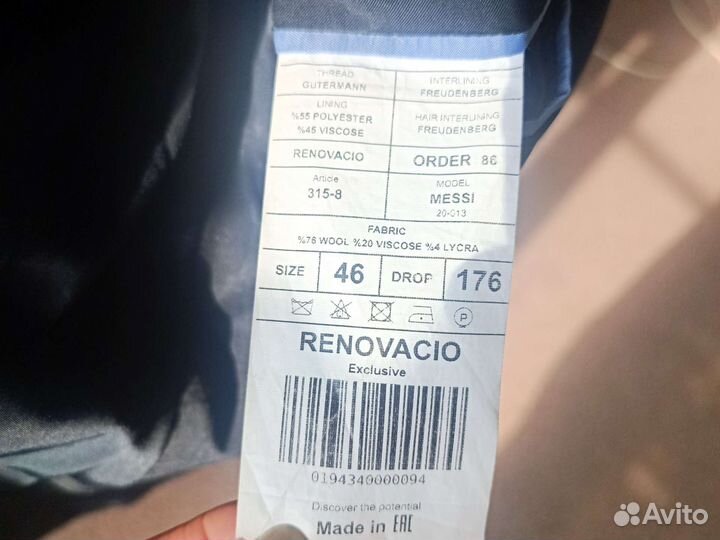 THREAD
GUTERMANN
INTERLINING
FREUDENBERG
LINING
%55 POLYESTER
%45 VISCOSE
HAIR INTERLINING
FREUDENBERG
RENOVACIO
ORDER 86
Article
315-8
MODEL
MESSI
20-013
FABRIC
%76 WOOL %20 VISCOSE %4 LYCRA
SIZE 46 DROP 176
P
RENOVACIO
Exclusive
0194340000094
Discover the potential
Made in EAC
Avito